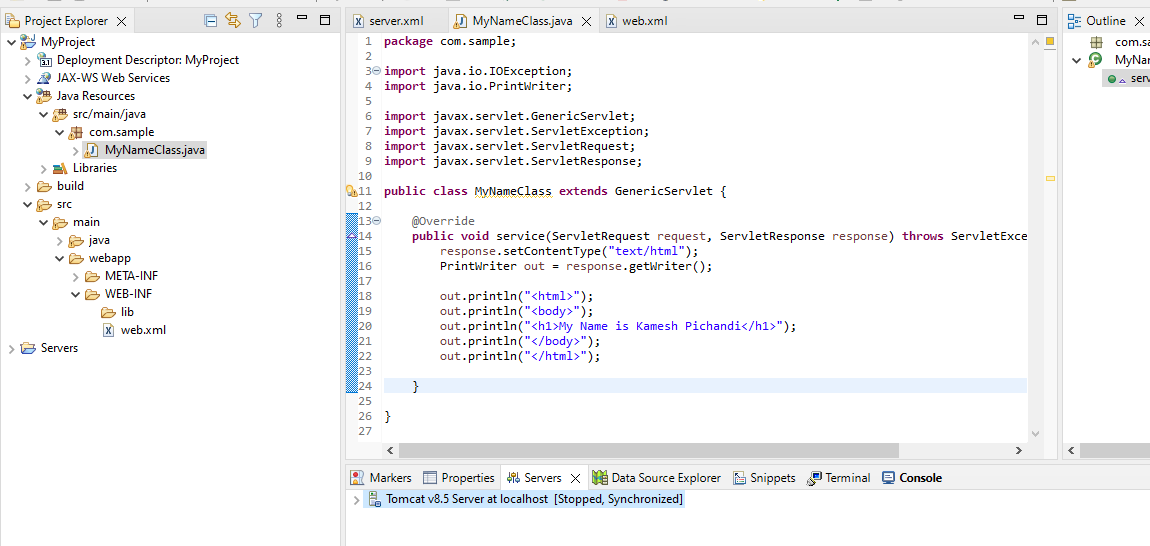 Project Explorer
MyProject
Deployment Descriptor: MyProject
JAX-WS Web Services
Java Resources
src/main/java
com.sample
MyNameClass.java
Libraries
build
src
main
java
webapp
META-INF
WEB-INF
lib
web.xml
Servers
server.xml MyNameClass.java web.xml
1 package com.sample;
2
3 import java.io.IOException;
4 import java.io.PrintWriter;
5
6 import javax.servlet.GenericServlet;
7 import javax.servlet.ServletException;
8 import javax.servlet.ServletRequest;
9 import javax.servlet.ServletResponse;
10
11 public class MyNameClass extends GenericServlet {
12
13 @Override
14 public void service(ServletRequest request, ServletResponse response) throws ServletExce
15 response.setContentType("text/html");
16 PrintWriter out = response.getWriter();
17
18 out.println("<html>");
19 out.println("<body>");
20 out.println("<h1>My Name is Kamesh Pichandi</h1>");
21 out.println("</body>");
22 out.println("</html>");
23
24 }
25
26 }
27
Outline
com.sa
MyNar
serv
Markers Properties Servers Data Source Explorer Snippets Terminal Console
Tomcat v8.5 Server at localhost [Stopped, Synchronized]